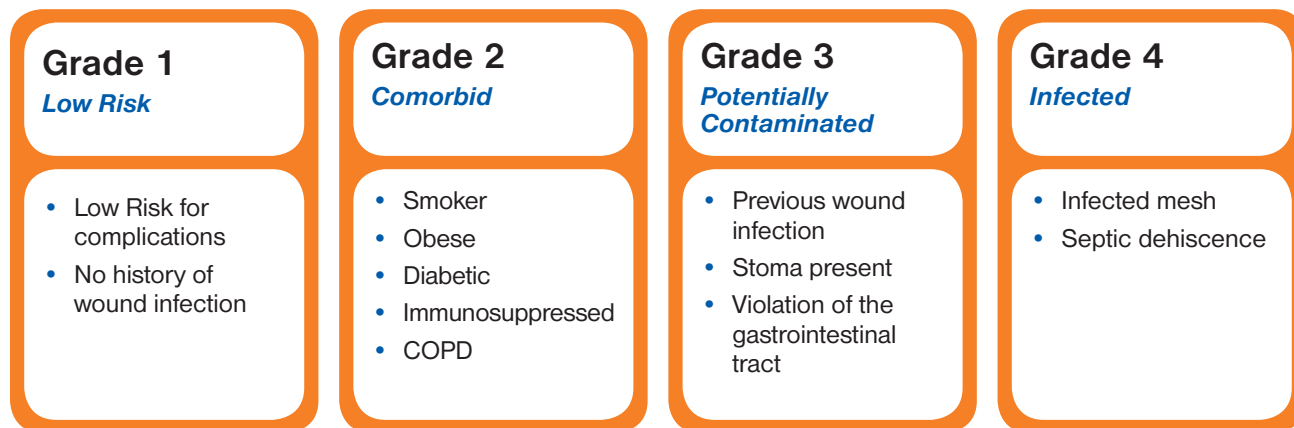 Grade 1
Low Risk
• Low Risk for
complications
• No history of
wound infection
Grade 2
Comorbid
• Smoker
• Obese
• Diabetic
• Immunosuppressed
• COPD
Grade 3
Potentially
Contaminated
• Previous wound
infection
• Stoma present
• Violation of the
gastrointestinal
tract
Grade 4
Infected
• Infected mesh
• Septic dehiscence